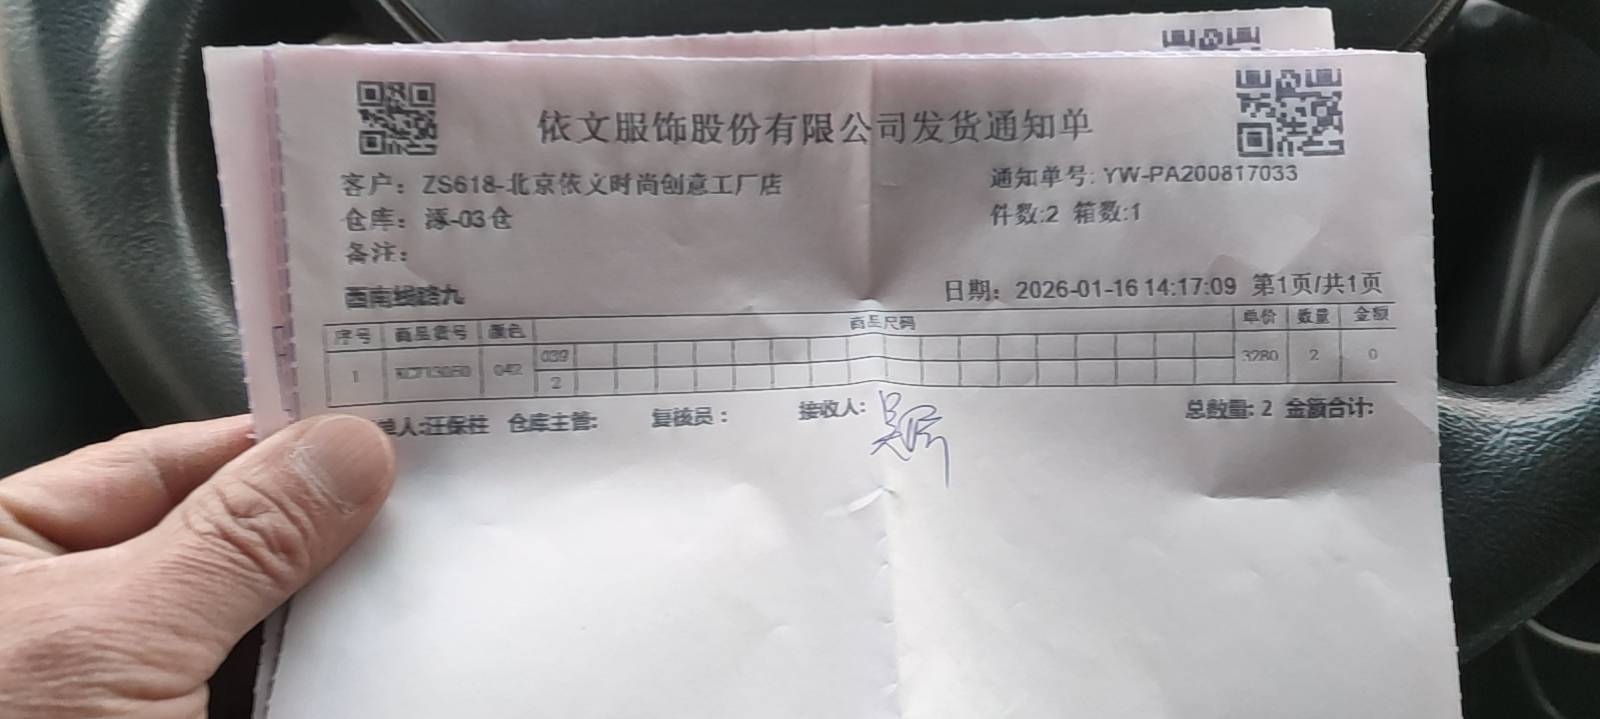 依文服饰股份有限公司发货通知单
客户：ZS618-北京依文时尚创意工厂店 通知单号: YW-PA200817033
仓库：涿-03仓 件数:2 箱数:1
备注：
西南线路九 日期：2026-01-16 14:17:09 第1页/共1页
序号 商品货号 颜色 商品尺码 单价 数量 金额
039
1 042 3280 2 0
2
单人:汪保柱 仓库主管: 复核员： 接收人: 总数量: 2 金额合计: